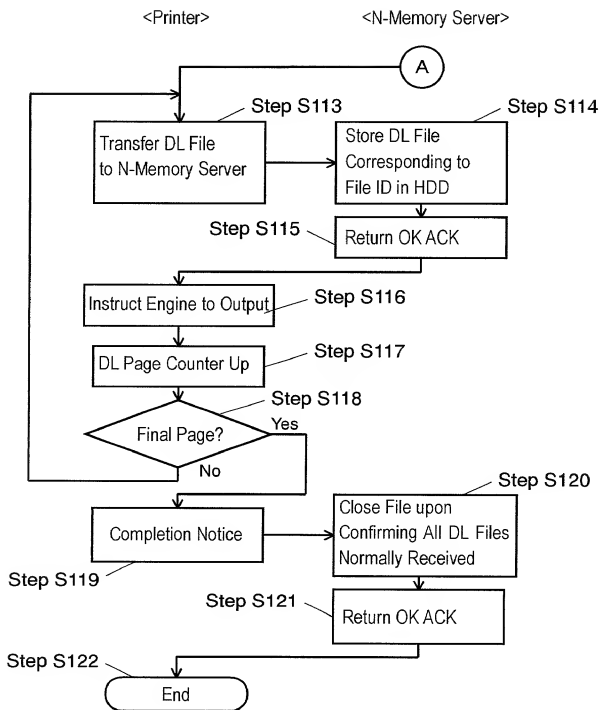 <Printer>
<N-Memory Server>
A
Step S113
Step S114
Transfer DL File
to N-Memory Server
Store DL File
Corresponding to
File ID in HDD
Step S115
Return OK ACK
Instruct Engine to Output
Step S116
DL Page Counter Up
Step S117
Step S118
Final Page?
Yes
No
Step S120
Completion Notice
Close File upon
Confirming All DL Files
Normally Received
Step S119
Step S121
Return OK ACK
Step S122
End